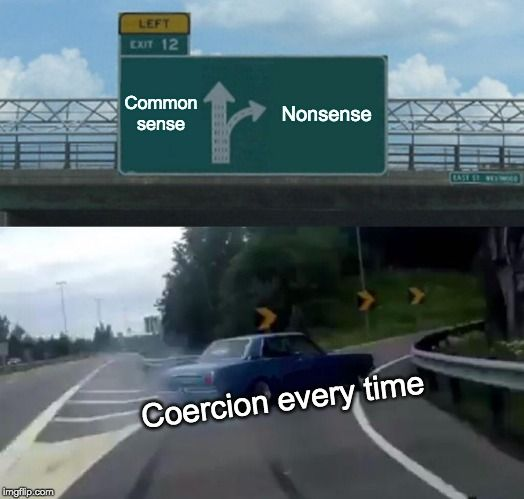 LEFT
EXIT 12
Common
sense
Nonsense
Coercion every time
imgflip.com